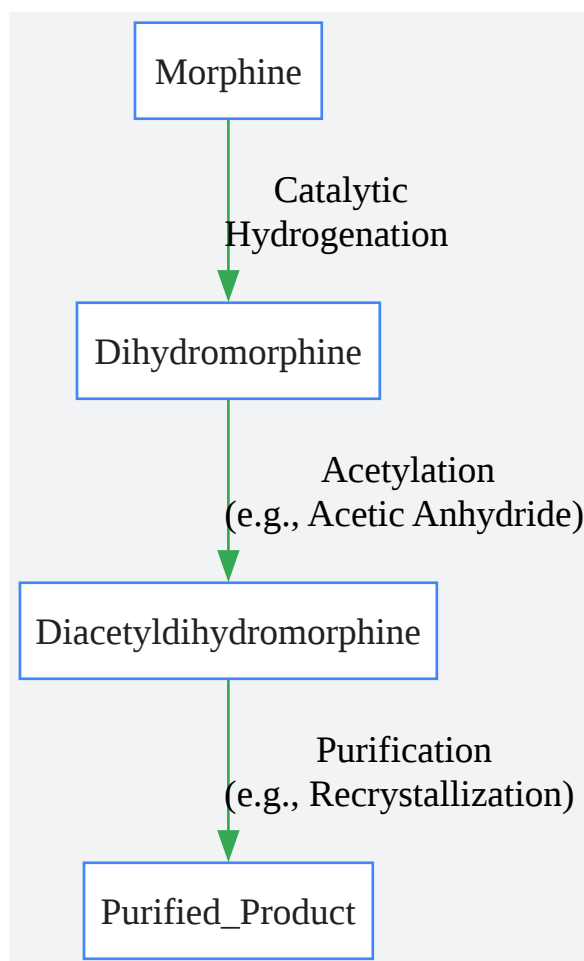 Morphine
Catalytic
Hydrogenation
Dihydromorphine
Acetylation
(e.g., Acetic Anhydride)
Diacetyldihydromorphine
Purification
(e.g., Recrystallization)
Purified_Product